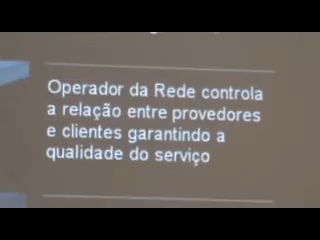 Operador da Rede controla
a relação entre provedores
e clientes garantindo a
qualidade do serviço